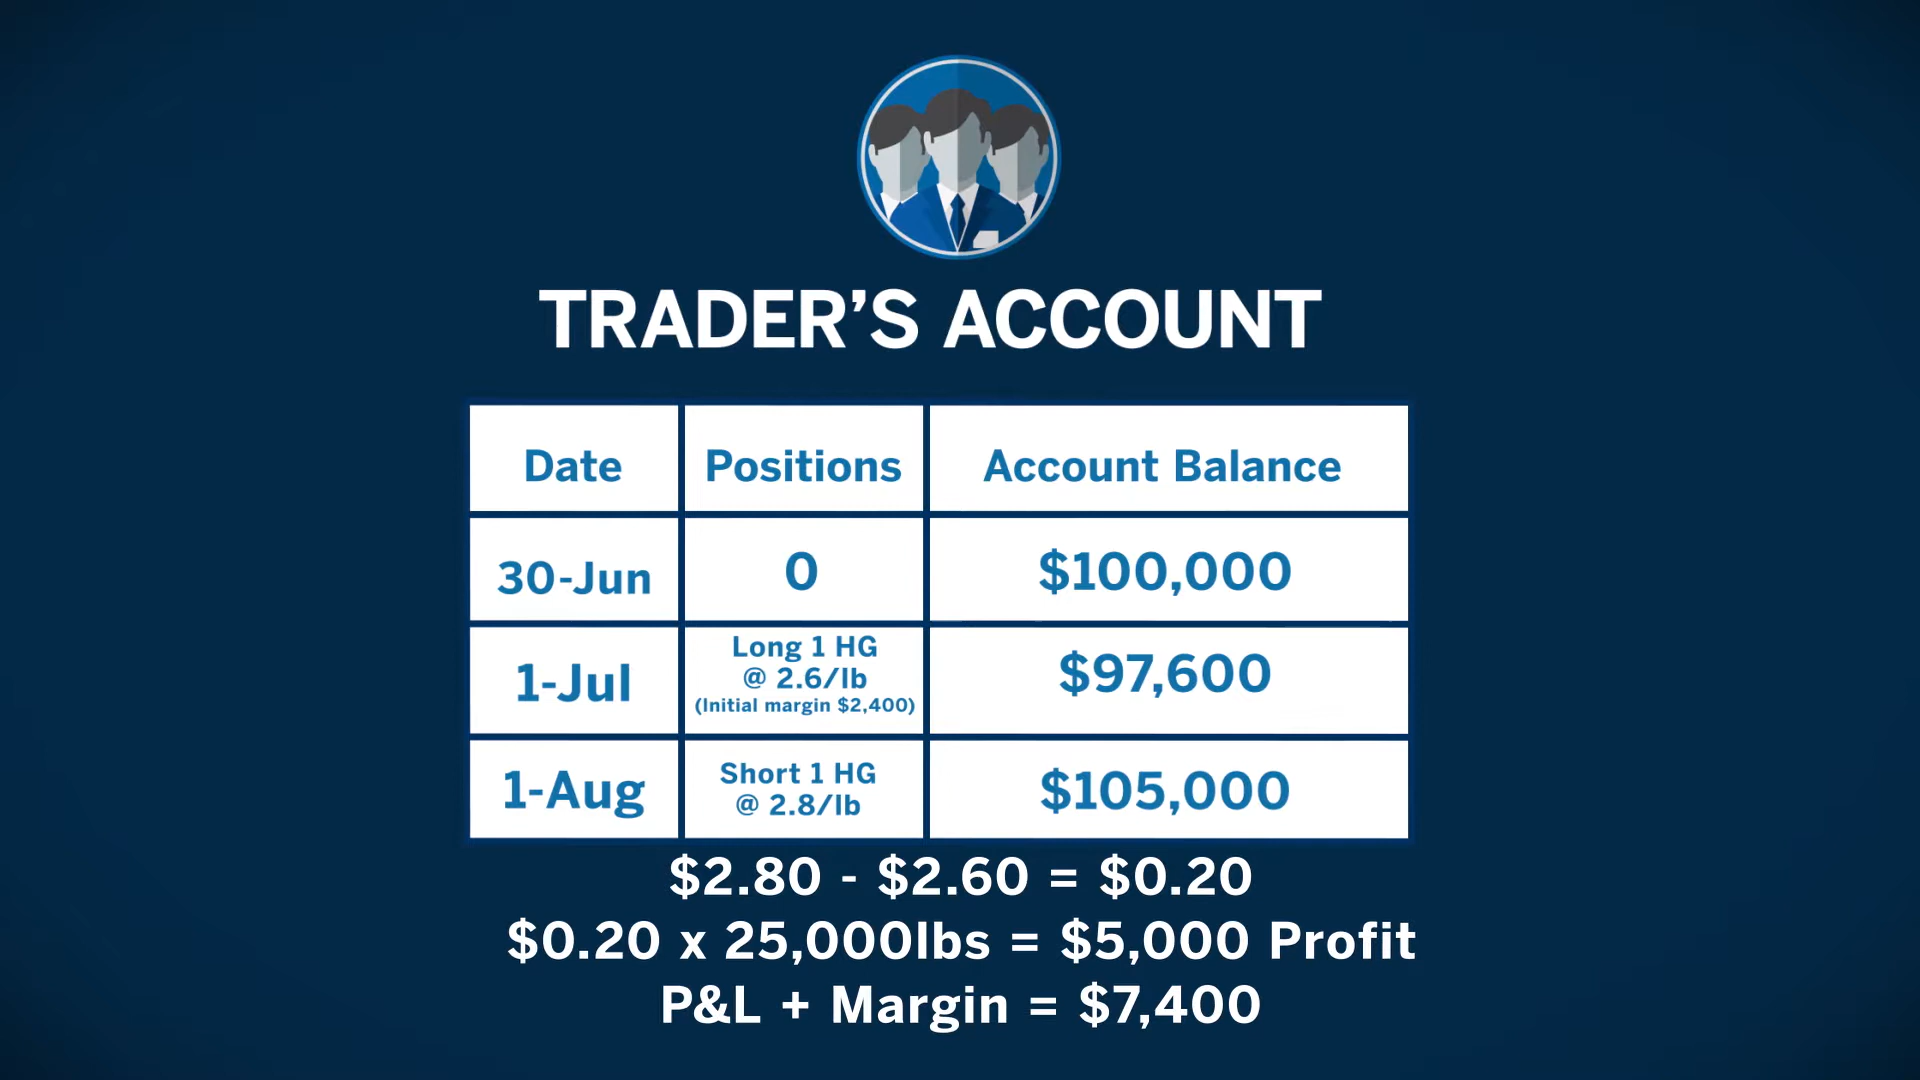 TRADER'S ACCOUNT
Date Positions Account Balance
30-Jun 0 $100,000
1-Jul
Long 1 HG
@ 2.6/lb
(Initial margin $2,400)
$97,600
1-Aug
Short 1 HG
@ 2.8/lb
$105,000
$2.80 - $2.60 = $0.20
$0.20 x 25,000lbs = $5,000 Profit
P&L + Margin = $7,400